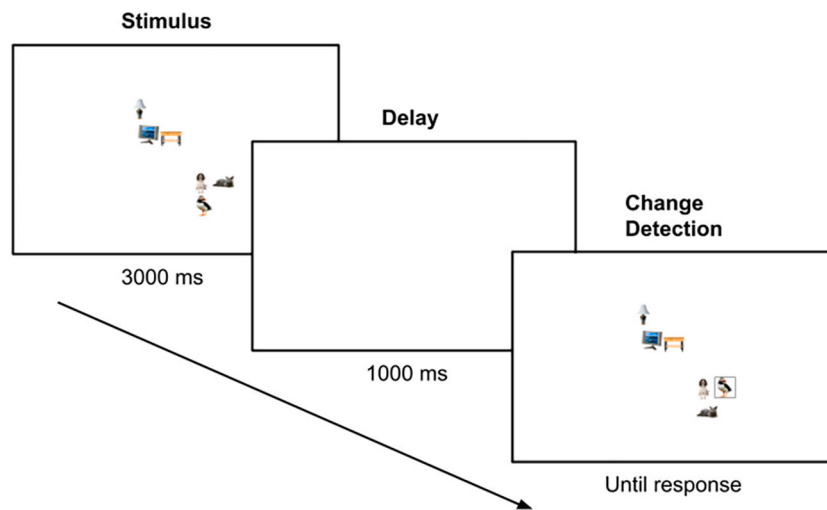 Stimulus
Delay
Change
Detection
3000 ms
1000 ms
Until response